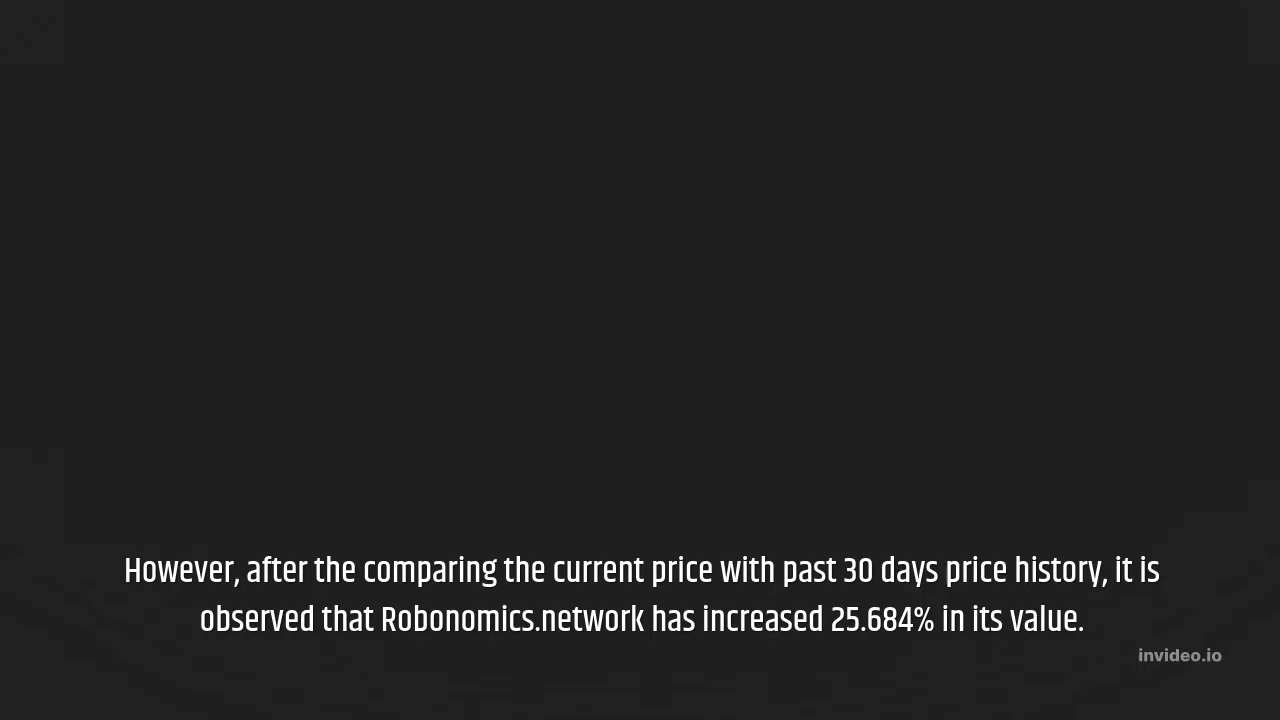 However, after the comparing the current price with past 30 days price history, it is
observed that Robonomics.network has increased 25.684% in its value.
invideo.io